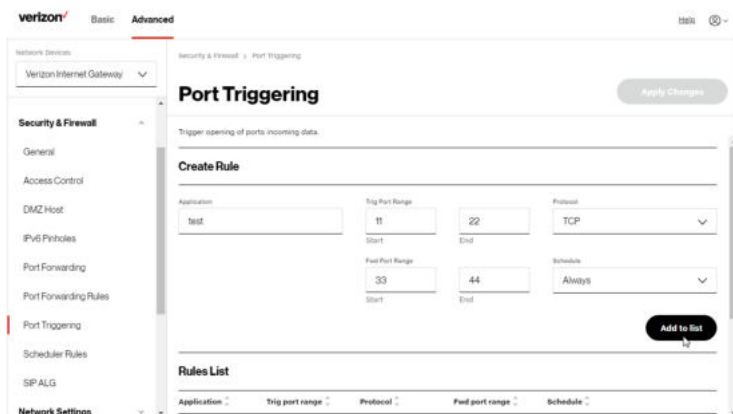 verizon Basic Advanced Help
Network Devices
Verizon Internet Gateway
Security & Firewall
General
Access Control
DMZ Host
IPv6 Pinholes
Port Forwarding
Port Forwarding Rules
Port Triggering
Scheduler Rules
SIP ALG
Network Settings
Security & Firewall > Port Triggering
Port Triggering
Apply Changes
Trigger opening of ports incoming data.
Create Rule
Application Trig Port Range Protocol
test 11 22 TCP
Start End
Fwd Port Range Schedule
33 44 Always
Start End
Add to list
Rules List
Application Trig port range Protocol Fwd port range Schedule